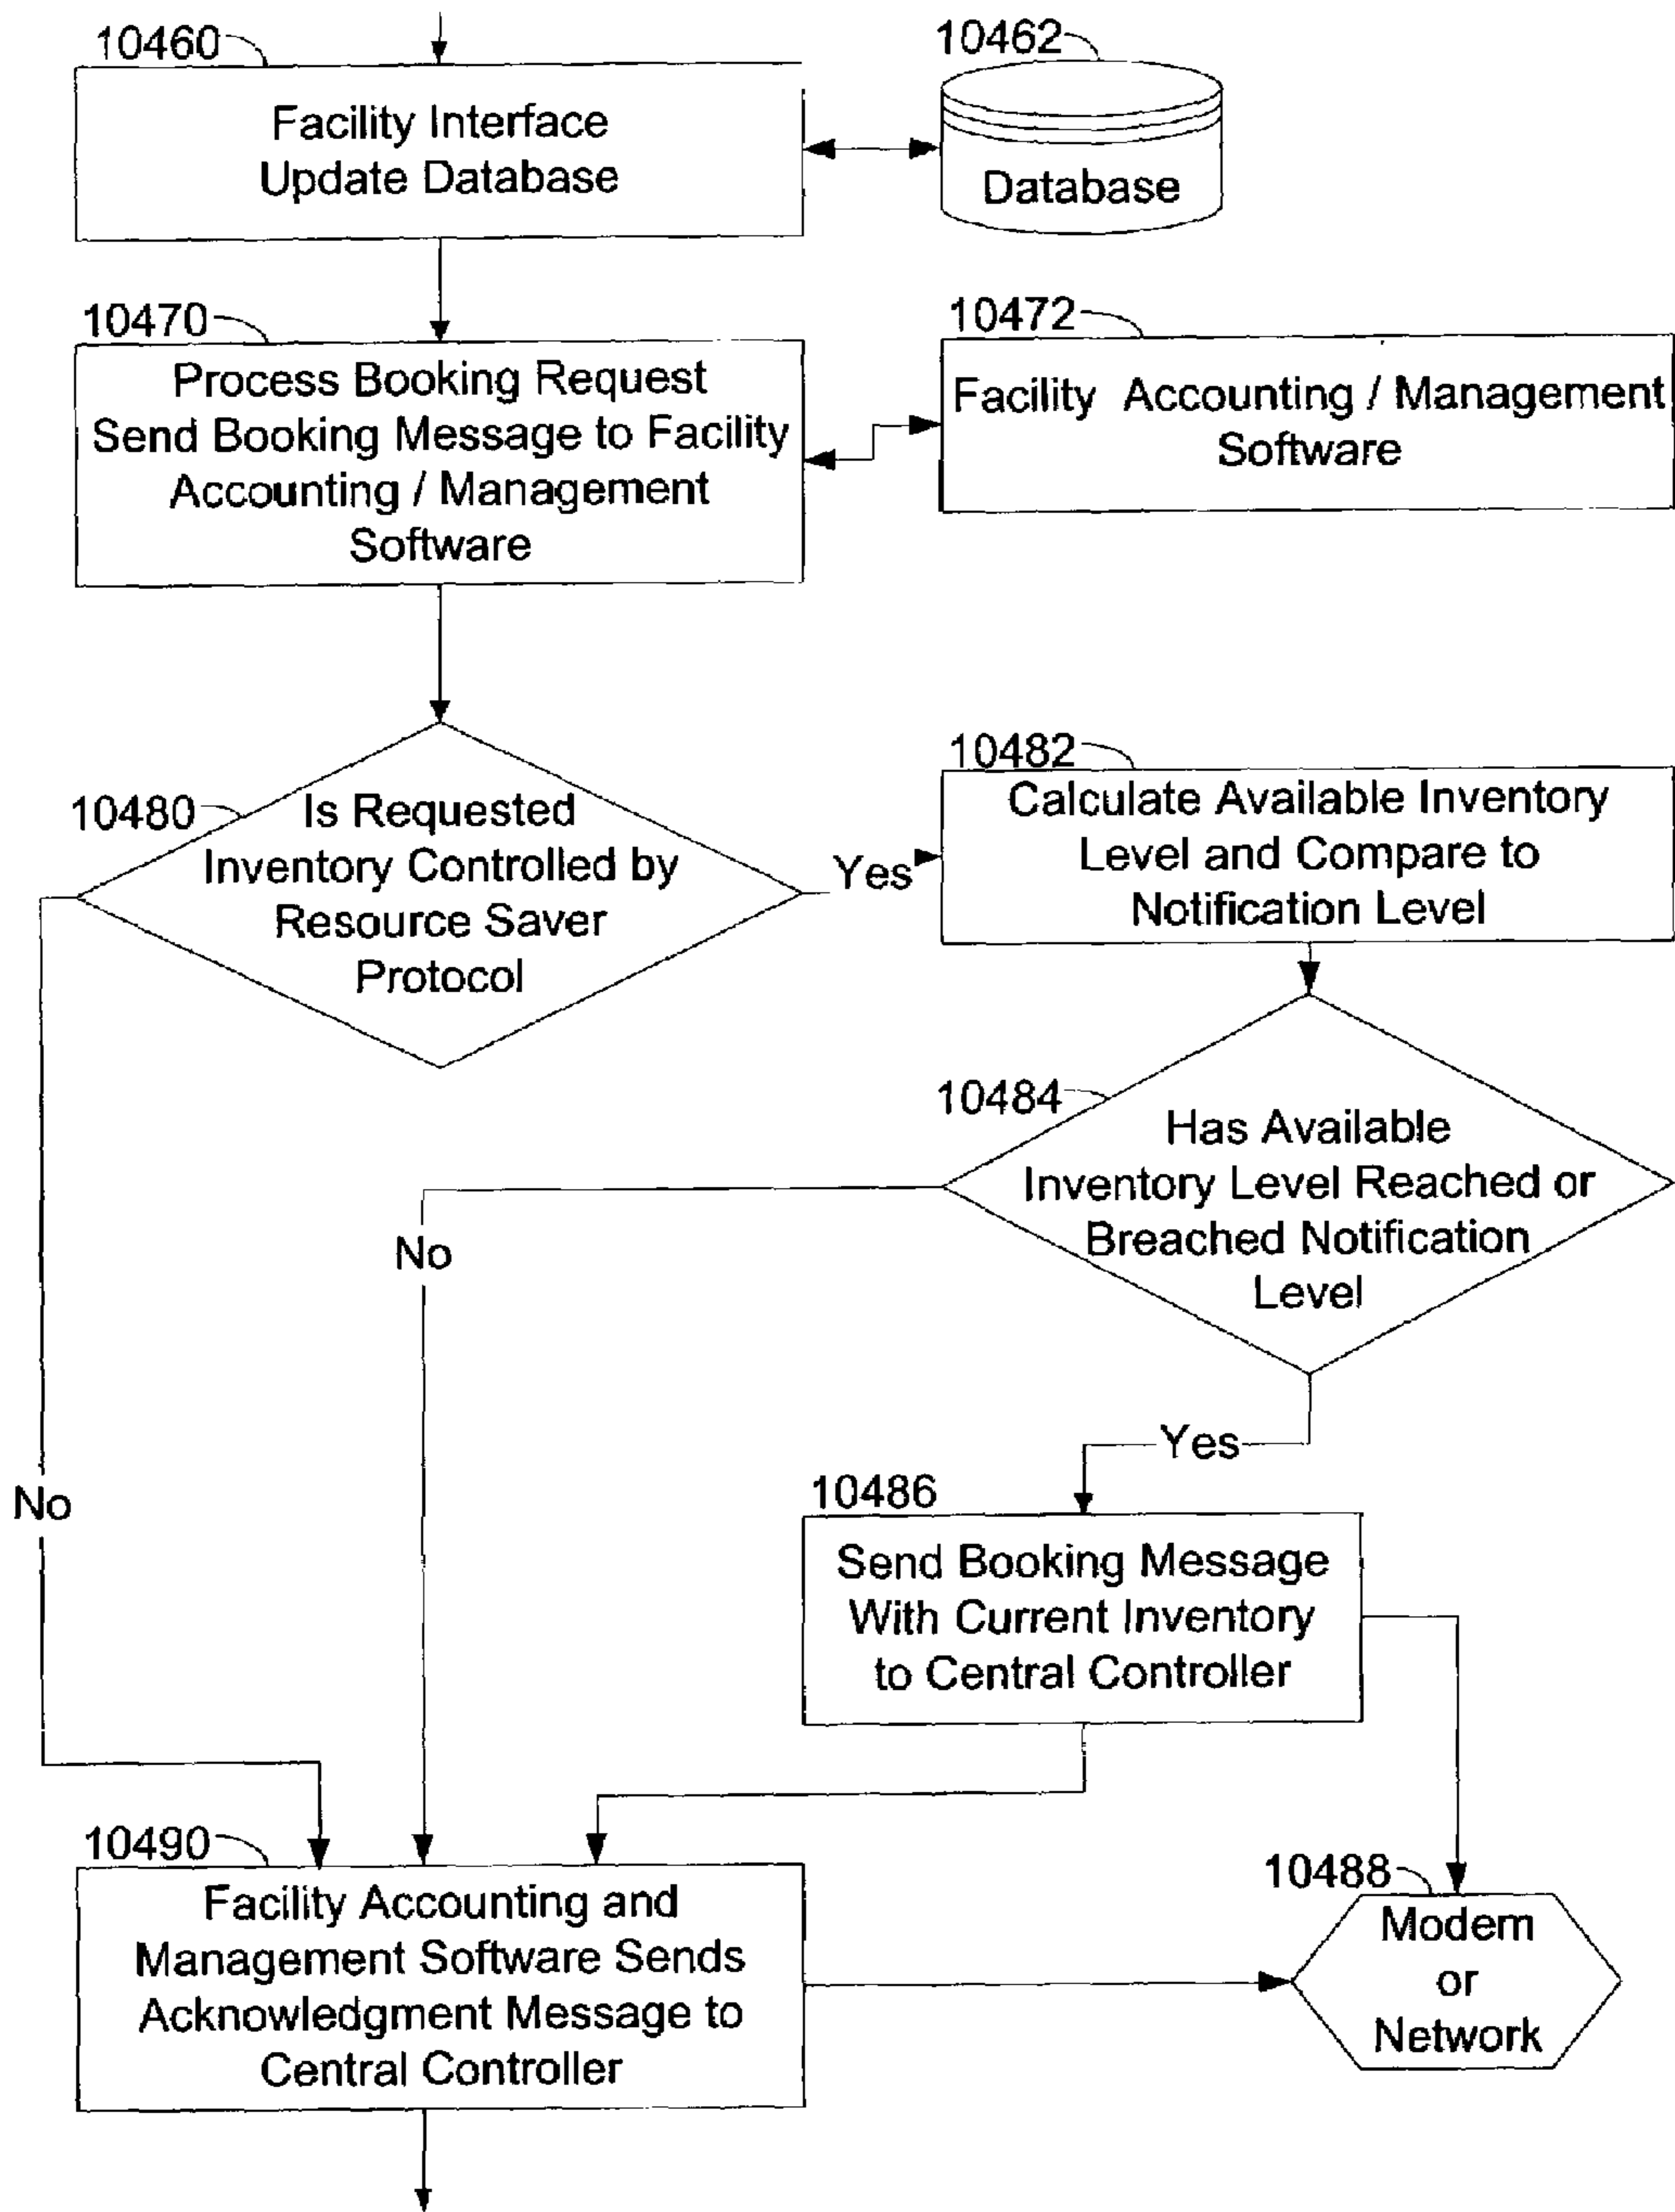 10460
Facility Interface
Update Database
10462
Database
10470
Process Booking Request
Send Booking Message to Facility
Accounting / Management
Software
10472
Facility Accounting / Management
Software
10480
Is Requested
Inventory Controlled by
Resource Saver
Protocol
Yes
10482
Calculate Available Inventory
Level and Compare to
Notification Level
10484
Has Available
Inventory Level Reached or
Breached Notification
Level
No
Yes
No
10486
Send Booking Message
With Current Inventory
to Central Controller
10490
Facility Accounting and
Management Software Sends
Acknowledgment Message to
Central Controller
10488
Modem
or
Network